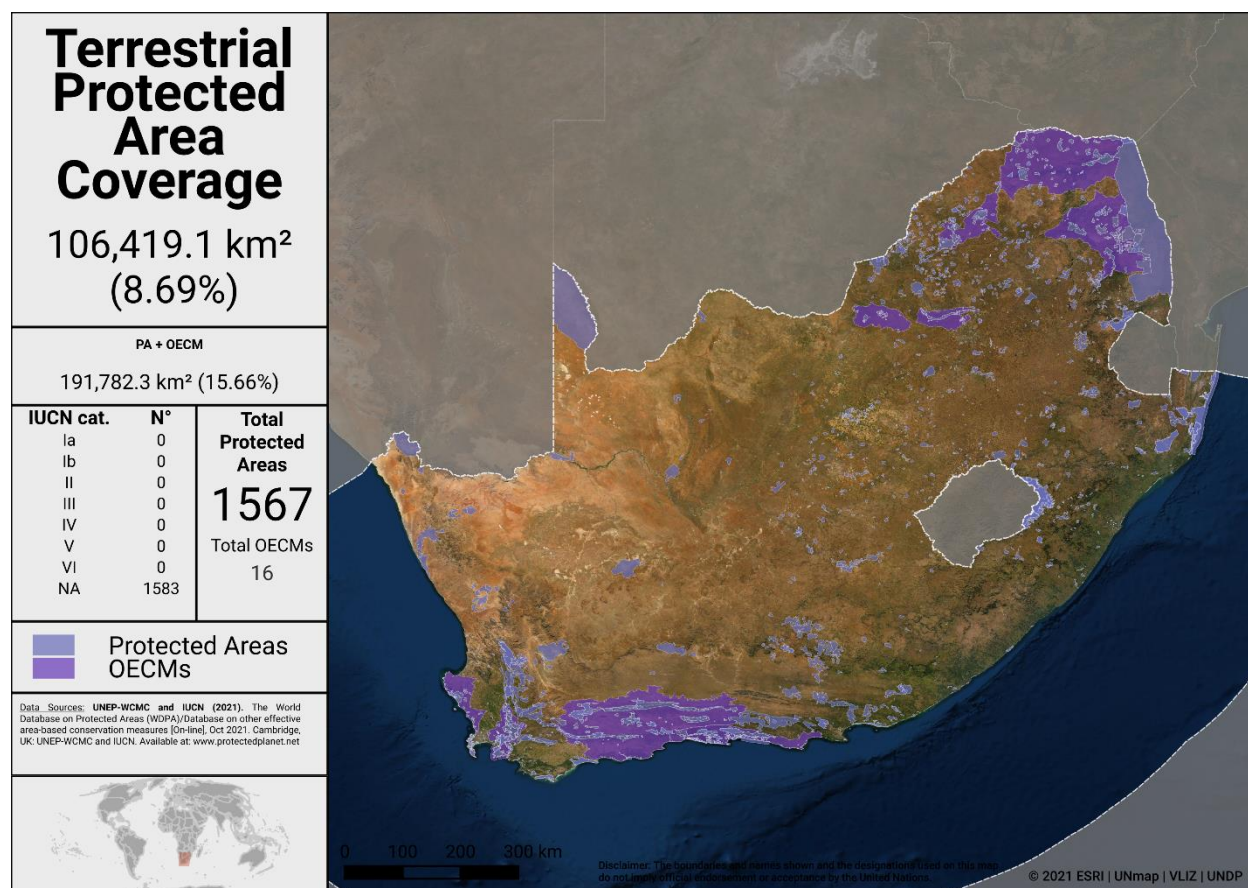 Terrestrial
Protected
Area
Coverage
106,419.1 km²
(8.69%)
PA + OECM
191,782.3 km² (15.66%)
IUCN cat. N°
Ia 0
Ib 0
II 0
III 0
IV 0
V 0
VI 0
NA 1583
Total
Protected
Areas
1567
Total OECMs
16
Protected Areas
OECMs
Data Sources: UNEP-WCMC and IUCN (2021). The World
Database on Protected Areas (WDPA)/Database on other effective
area-based conservation measures [On-line], Oct 2021. Cambridge,
UK: UNEP-WCMC and IUCN. Available at: www.protectedplanet.net
0 100 200 300 km
Disclaimer: The boundaries and names shown and the designations used on this map
do not imply official endorsement or acceptance by the United Nations.
© 2021 ESRI | UNmap | VLIZ | UNDP